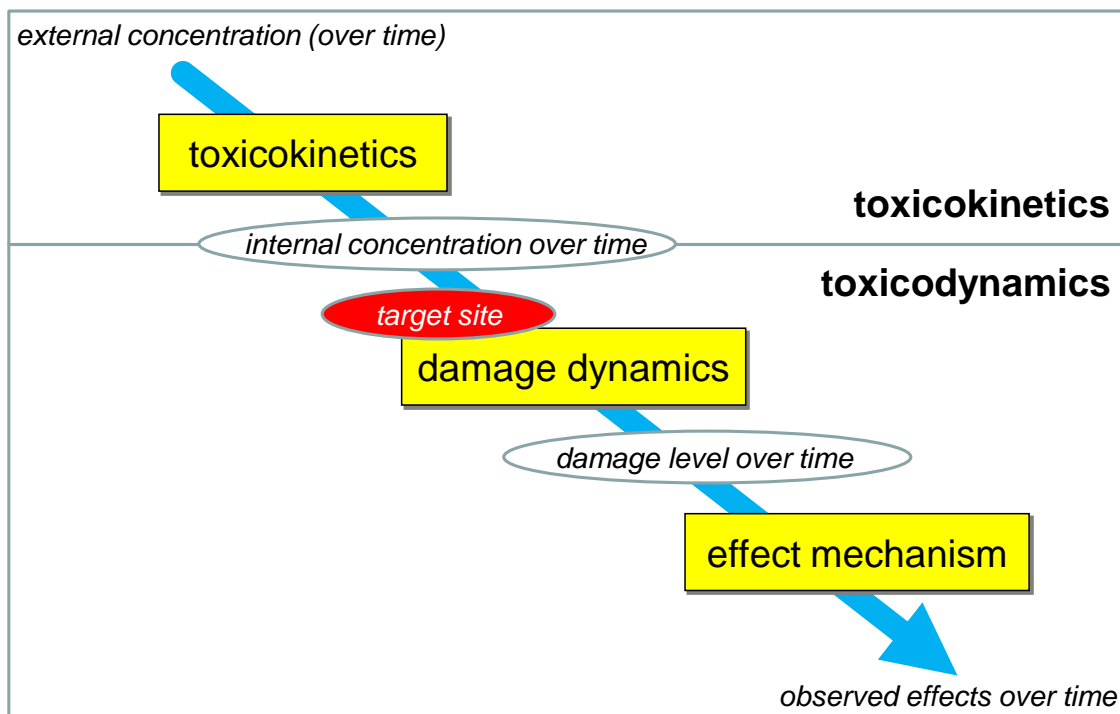 external concentration (over time)
toxicokinetics
toxicokinetics
internal concentration over time
toxicodynamics
target site
damage dynamics
damage level over time
effect mechanism
observed effects over time